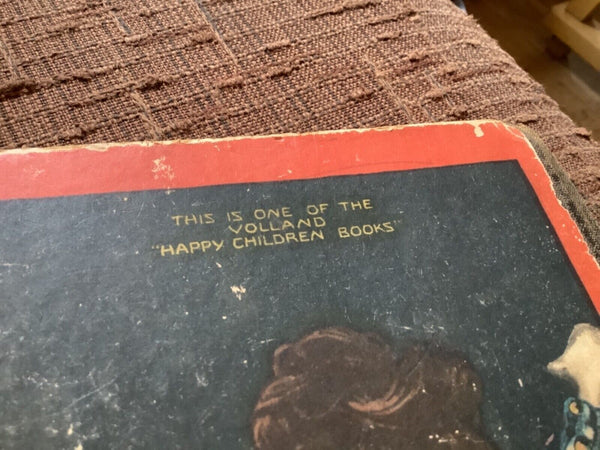 THIS IS ONE OF THE
VOLLAND
"HAPPY CHILDREN BOOKS"